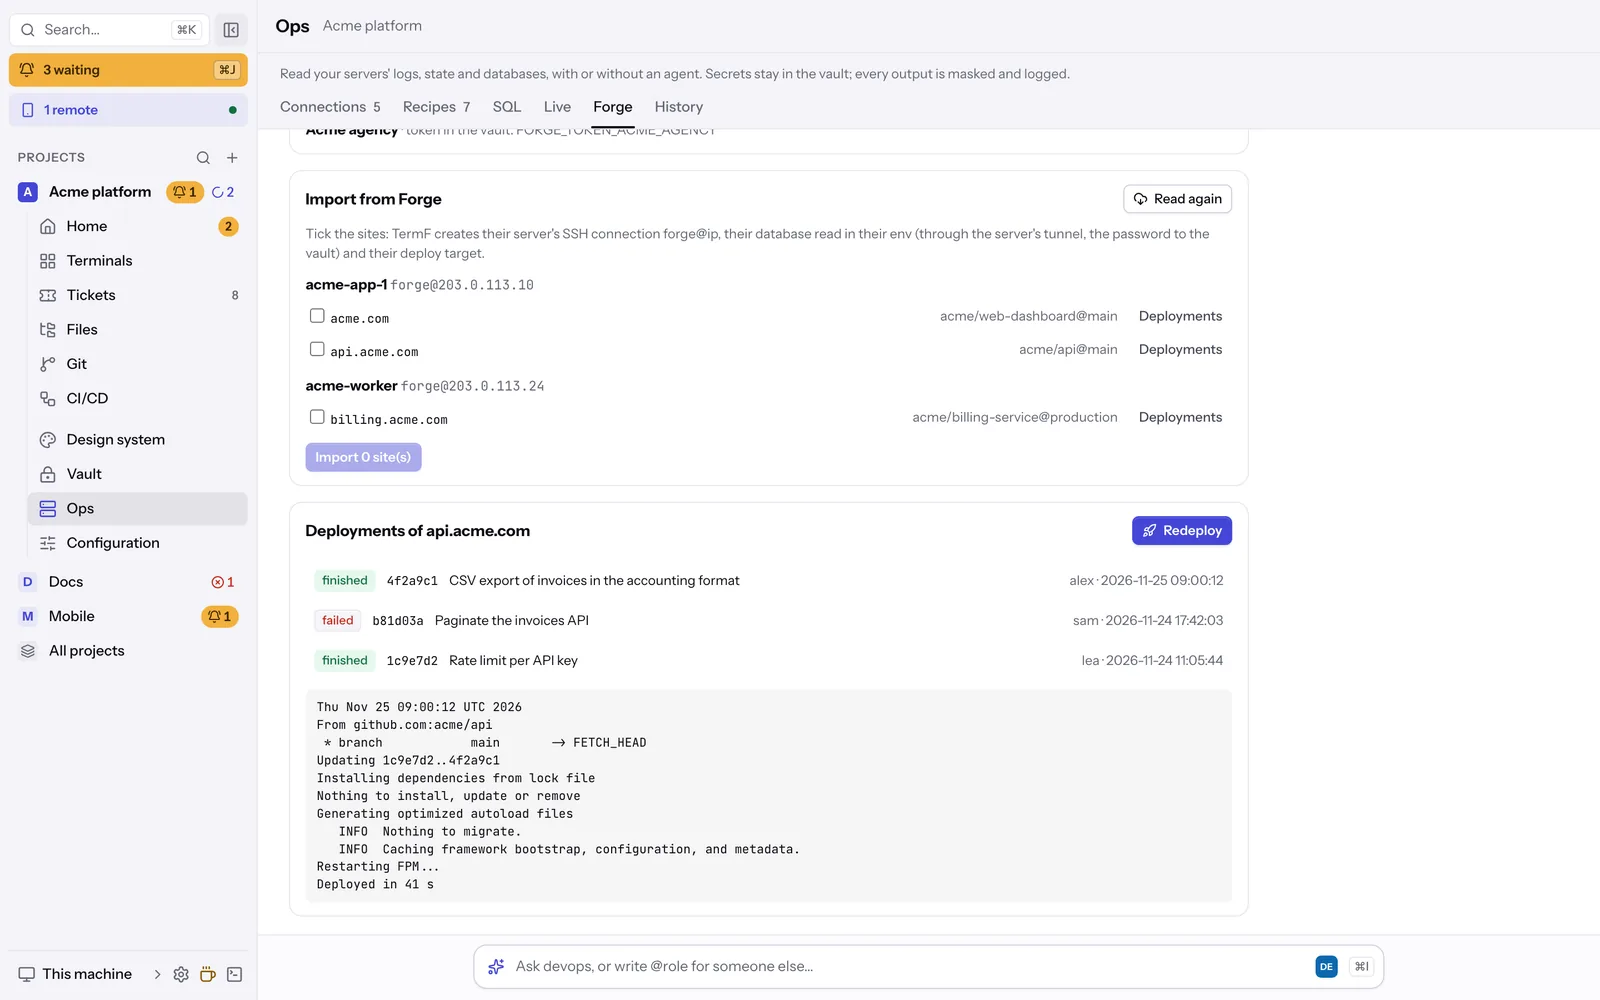 Search...
⌘K
3 waiting
⌘J
1 remote
PROJECTS
A Acme platform 1 2
Home 2
Terminals
Tickets 8
Files
Git
CI/CD
Design system
Vault
Ops
Configuration
D Docs 1
M Mobile 1
All projects
This machine
Ops Acme platform
Read your servers' logs, state and databases, with or without an agent. Secrets stay in the vault; every output is masked and logged.
Connections 5 Recipes 7 SQL Live Forge History
Acme agency · token in the vault: FORGE_TOKEN_ACME_AGENCY
Import from Forge
Read again
Tick the sites: TermF creates their server's SSH connection forge@ip, their database read in their env (through the server's tunnel, the password to the
vault) and their deploy target.
acme-app-1 forge@203.0.113.10
acme.com acme/web-dashboard@main Deployments
api.acme.com acme/api@main Deployments
acme-worker forge@203.0.113.24
billing.acme.com acme/billing-service@production Deployments
Import 0 site(s)
Deployments of api.acme.com
Redeploy
finished 4f2a9c1 CSV export of invoices in the accounting format alex · 2026-11-25 09:00:12
failed b81d03a Paginate the invoices API sam · 2026-11-24 17:42:03
finished 1c9e7d2 Rate limit per API key lea · 2026-11-24 11:05:44
Thu Nov 25 09:00:12 UTC 2026
From github.com:acme/api
* branch main -> FETCH_HEAD
Updating 1c9e7d2..4f2a9c1
Installing dependencies from lock file
Nothing to install, update or remove
Generating optimized autoload files
INFO Nothing to migrate.
INFO Caching framework bootstrap, configuration, and metadata.
Restarting FPM...
Deployed in 41 s
Ask devops, or write @role for someone else...
DE
⌘I